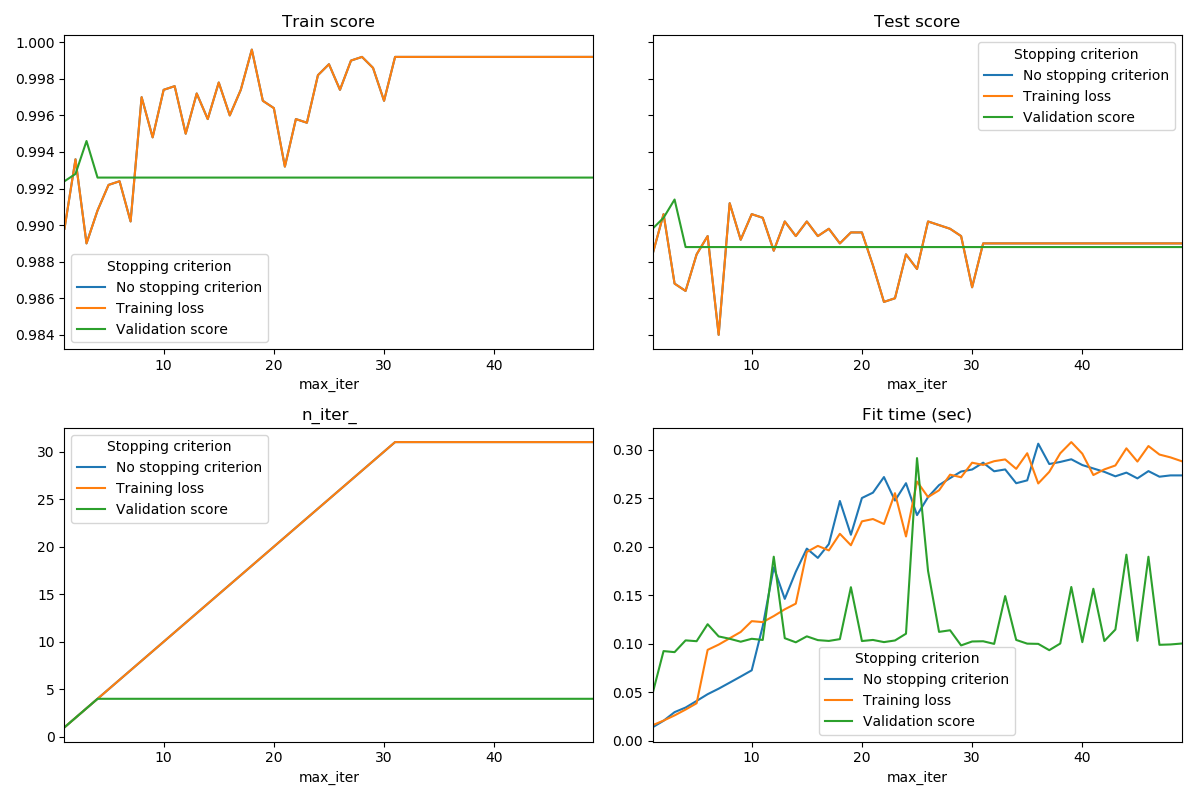 Train score
1.000
0.998
0.996
0.994
0.992
0.990
0.988
0.986
0.984
Stopping criterion
No stopping criterion
Training loss
Validation score
10 20 30 40
max_iter
Test score
Stopping criterion
No stopping criterion
Training loss
Validation score
10 20 30 40
max_iter
n_iter_
30
25
20
15
10
5
0
Stopping criterion
No stopping criterion
Training loss
Validation score
10 20 30 40
max_iter
Fit time (sec)
0.30
0.25
0.20
0.15
0.10
0.05
0.00
Stopping criterion
No stopping criterion
Training loss
Validation score
10 20 30 40
max_iter